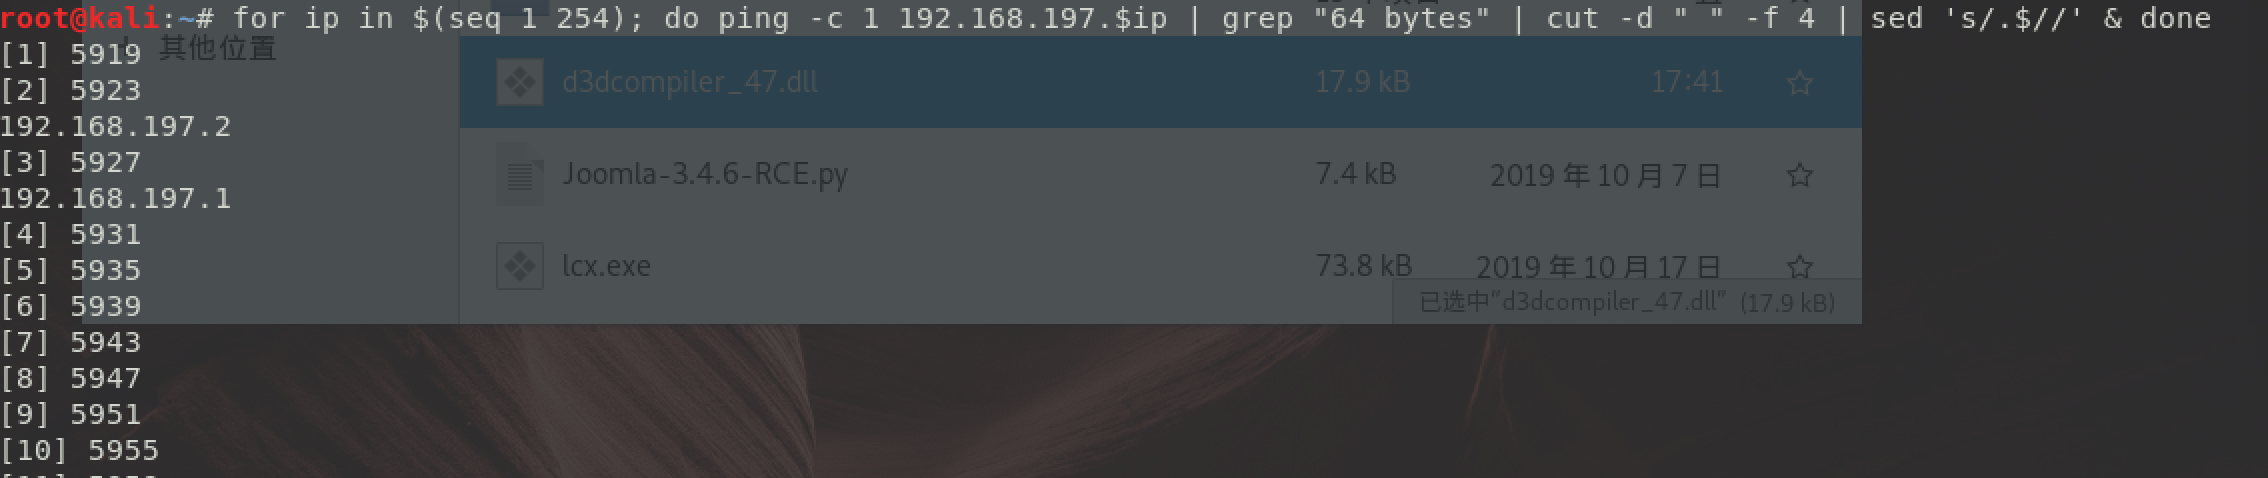 root@kali:~# for ip in $(seq 1 254); do ping -c 1 192.168.197.$ip | grep "64 bytes" | cut -d " " -f 4 | sed 's/.$//' & done
[1] 5919
其他位置
[2] 5923
d3dcompiler_47.dll 17.9 kB 17:41
192.168.197.2
[3] 5927
Joomla-3.4.6-RCE.py 7.4 kB 2019 年 10 月 7 日
192.168.197.1
[4] 5931
[5] 5935
lcx.exe 73.8 kB 2019 年 10 月 17 日
[6] 5939
已选中"d3dcompiler_47.dll" (17.9 kB)
[7] 5943
[8] 5947
[9] 5951
[10] 5955